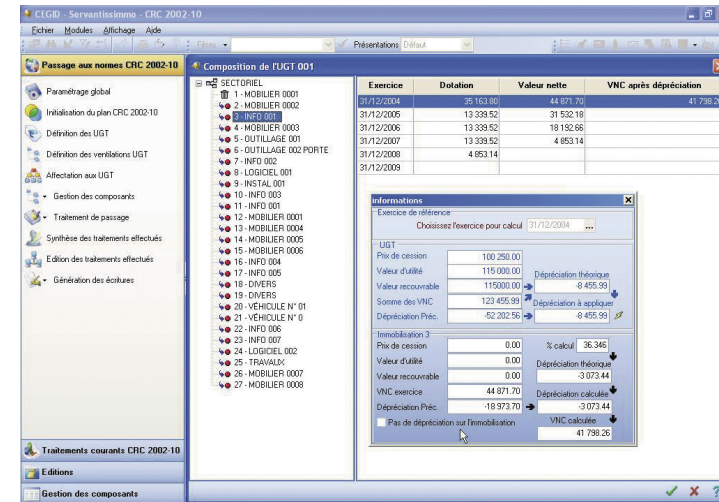 CEGID - Servantissimo - CRC 2002-10
Fichier Modules Affichage Aide
Filtres
Présentations Défaut
Passage aux normes CRC 2002-10
Paramétrage global
Initialisation du plan CRC 2002-10
Définition des UGT
Définition des ventilations UGT
Affectation aux UGT
Gestion des composants
Traitement de passage
Synthèse des traitements effectués
Edition des traitements effectués
Génération des écritures
Traitements courants CRC 2002-10
Editions
Gestion des composants
Composition de l'UGT 001
SECTORIEL
1 - MOBILIER 0001
2 - MOBILIER 0002
3 - INFO 001
4 - MOBILIER 0003
5 - OUTILLAGE 001
6 - OUTILLAGE 002 PORTE
7 - INFO 002
8 - LOGICIEL 001
9 - INSTAL 001
10 - INFO 003
11 - INFO 001
12 - MOBILIER 0001
13 - MOBILIER 0004
14 - MOBILIER 0005
15 - MOBILIER 0006
16 - INFO 004
17 - INFO 005
18 - DIVERS
19 - DIVERS
20 - VÉHICULE N° 01
21 - VÉHICULE N° 0
22 - INFO 006
23 - INFO 007
24 - LOGICIEL 002
25 - TRAVAUX
26 - MOBILIER 0007
27 - MOBILIER 0008
Exercice Dotation Valeur nette VNC après dépréciation
31/12/2004 35 163.80 44 871.70 41 798.26
31/12/2005 13 339.52 31 532.18
31/12/2006 13 339.52 18 192.66
31/12/2007 13 339.52 4 853.14
31/12/2008 4 853.14
31/12/2009
Informations
Exercice de référence
Choisissez l'exercice pour calcul 31/12/2004 ...
UGT
Prix de cession 100 250.00
Valeur d'utilité 115 000.00 Dépréciation théorique
Valeur recouvrable 115000.00 -8 455.99
Somme des VNC 123 455.99 Dépréciation à appliquer
Dépréciation Préc. -52 202.56 -8 455.99
Immobilisation 3
Prix de cession 0.00 % calcul 36.346
Valeur d'utilité 0.00 Dépréciation théorique
Valeur recouvrable 0.00 -3 073.44
VNC exercice 44 871.70 Dépréciation calculée
Dépréciation Préc. -18 973.70 -3 073.44
Pas de dépréciation sur l'immobilisation VNC calculée
41 798.26